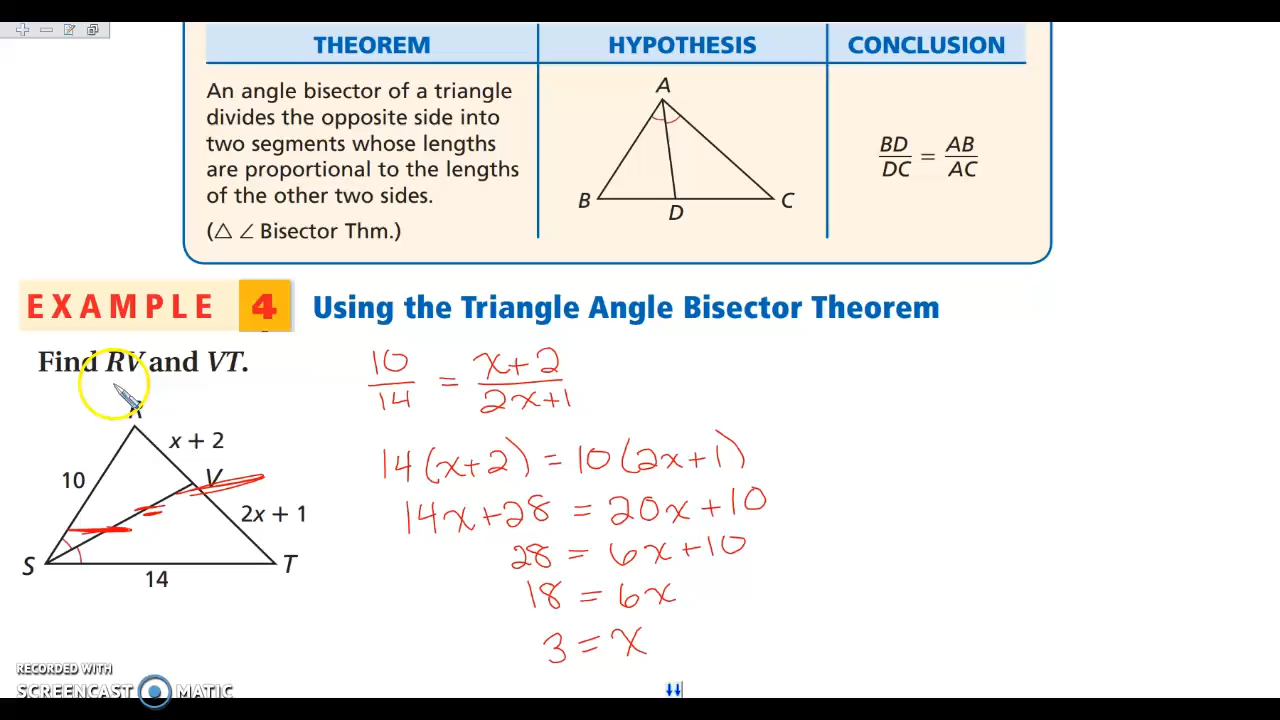 THEOREM
HYPOTHESIS
CONCLUSION
An angle bisector of a triangle
divides the opposite side into
two segments whose lengths
are proportional to the lengths
of the other two sides.
(△ ∠ Bisector Thm.)
A
B
D
C
BD/DC = AB/AC
EXAMPLE 4 Using the Triangle Angle Bisector Theorem
Find RV and VT.
R
x + 2
10
V
2x + 1
S
14
T
10/14 = x+2/2x+1
14(x+2) = 10(2x+1)
14x+28 = 20x+10
28 = 6x+10
18 = 6x
3 = x
RECORDED WITH
SCREENCAST MATIC